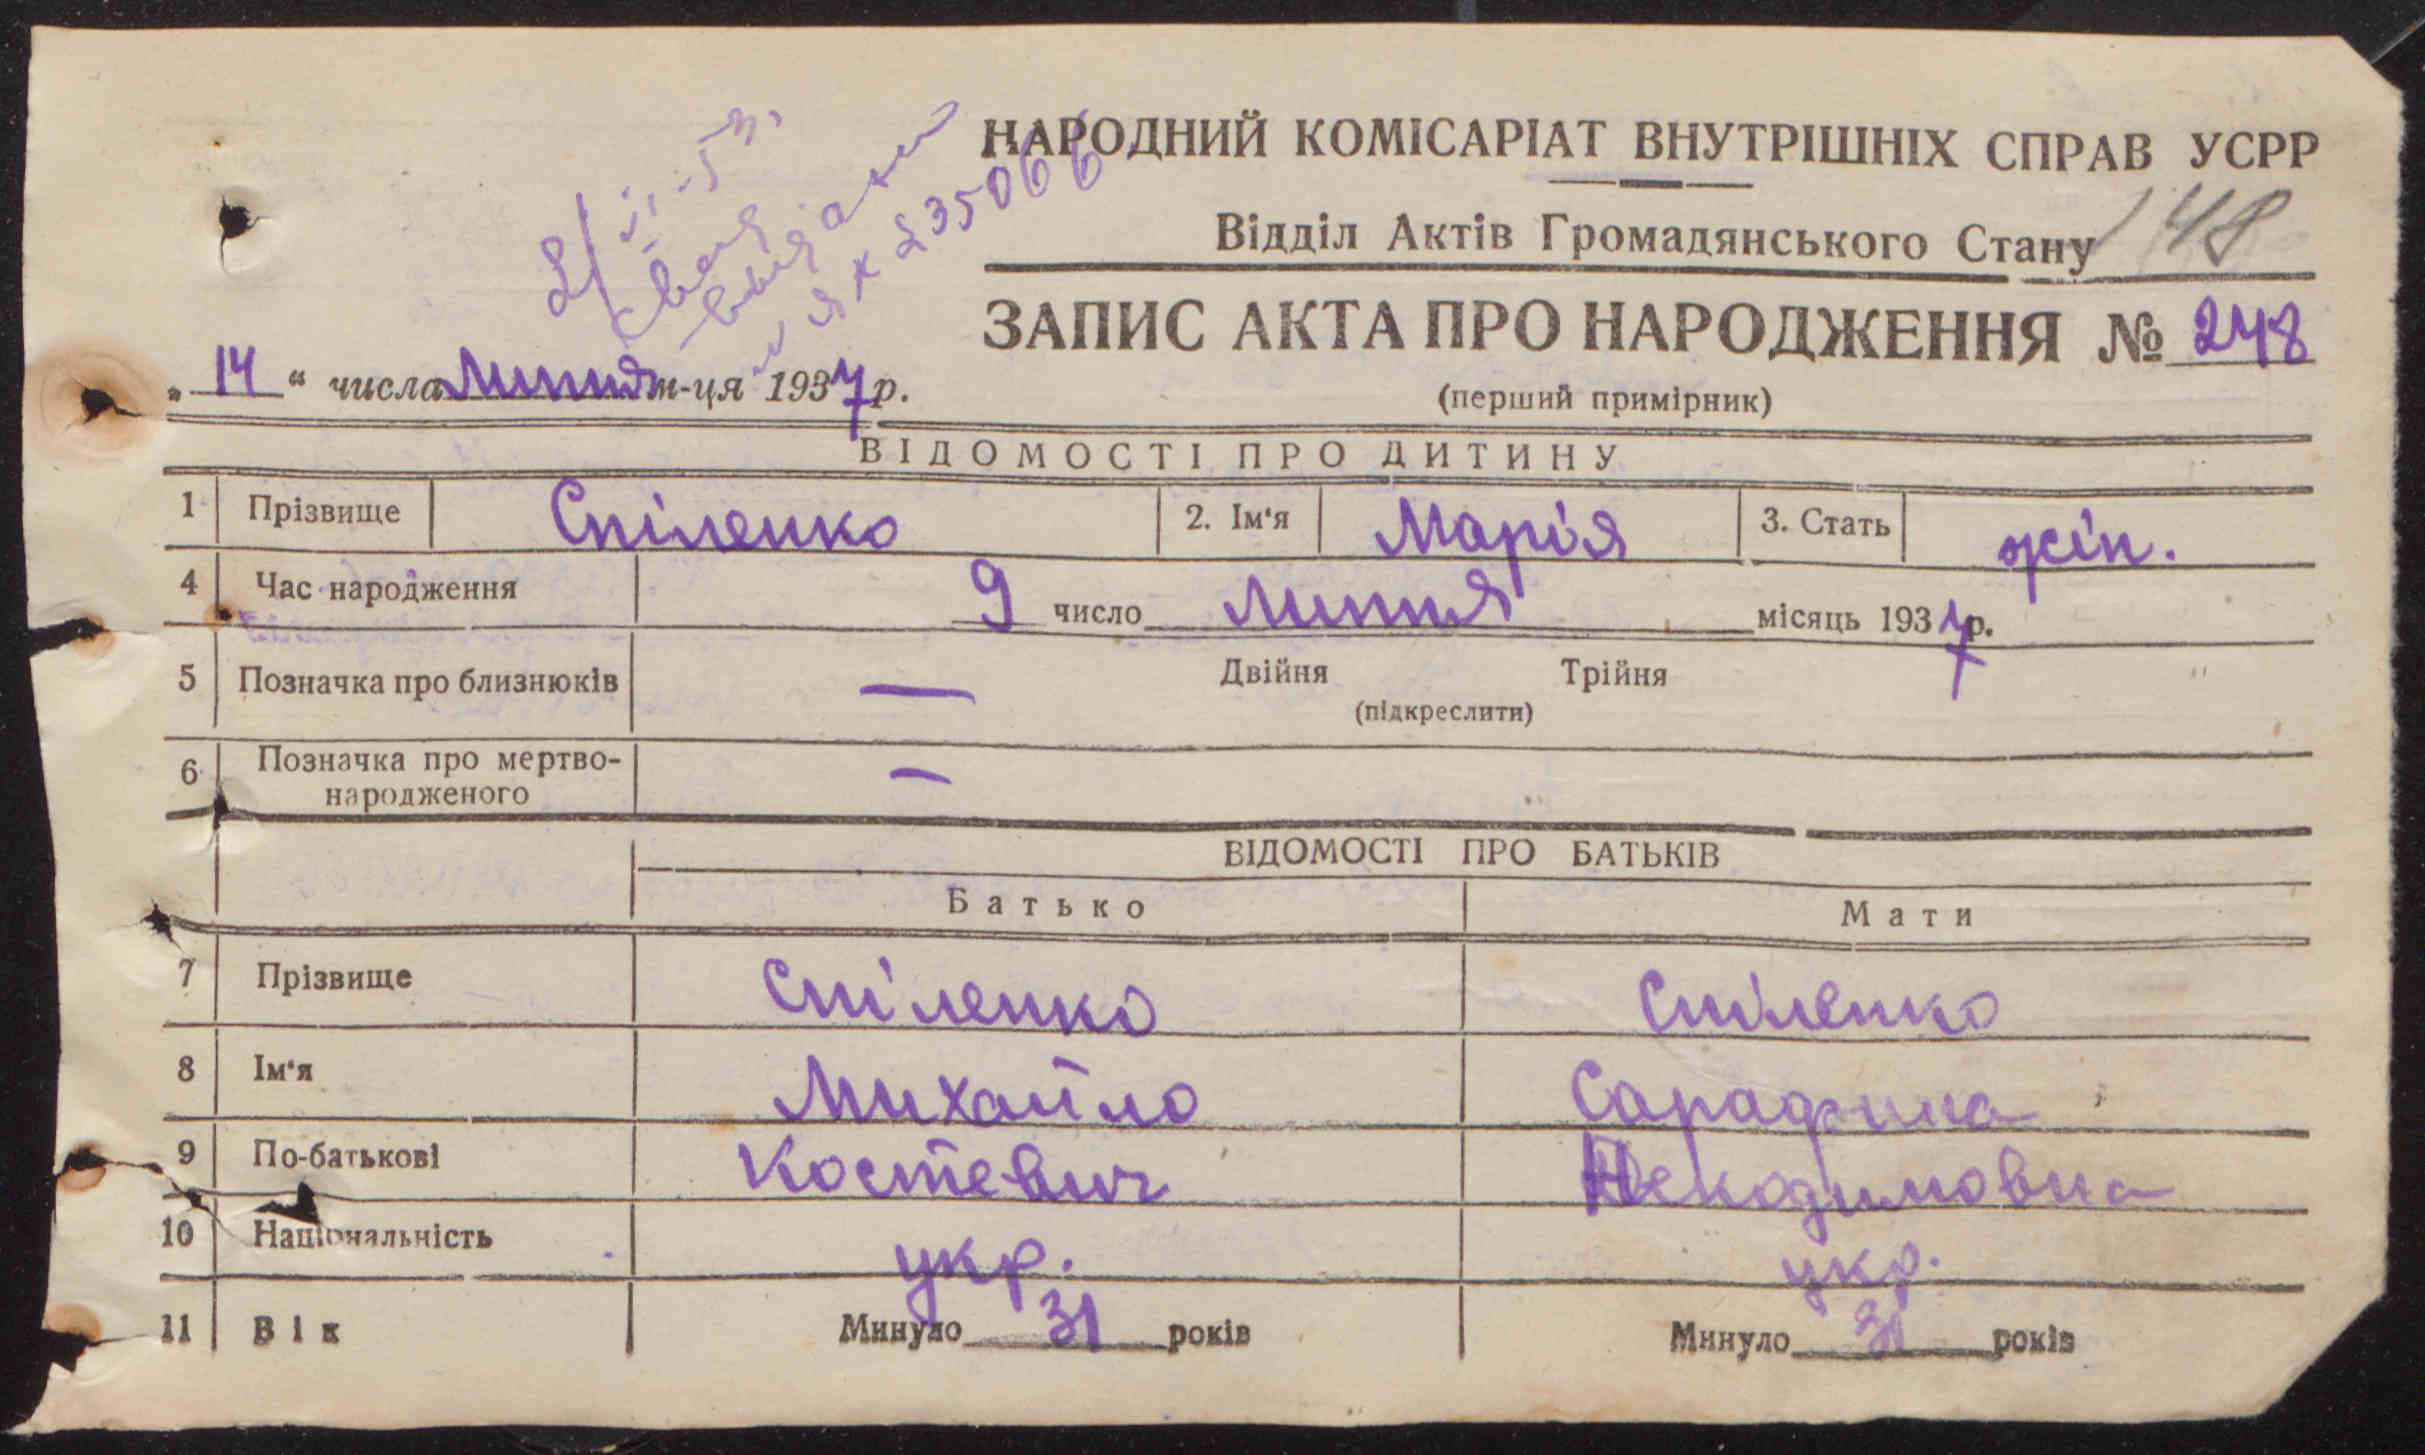 НАРОДНИЙ КОМІСАРІАТ ВНУТРІШНІХ СПРАВ УСРР
Відділ Актів Громадянського Стану 148
ЗАПИС АКТА ПРО НАРОДЖЕННЯ № 248
„ 14 “ числа Липня м-ця 1937 р.
(перший примірник)
ВІДОМОСТІ ПРО ДИТИНУ
1 Прізвище Спіленко 2. Ім‘я Марія 3. Стать жін.
4 Час народження 9 число Липня місяць 1937 р.
5 Позначка про близнюків — Двійня Трійня
(підкреслити)
6 Позначка про мертво-
народженого —
ВІДОМОСТІ ПРО БАТЬКІВ
Батько Мати
7 Прізвище Спіленко Спіленко
8 Ім‘я Михайло Сарафина
9 По-батькові Костевич Некодимовна
10 Національність укр. укр.
11 Вік Минуло 31 років Минуло років